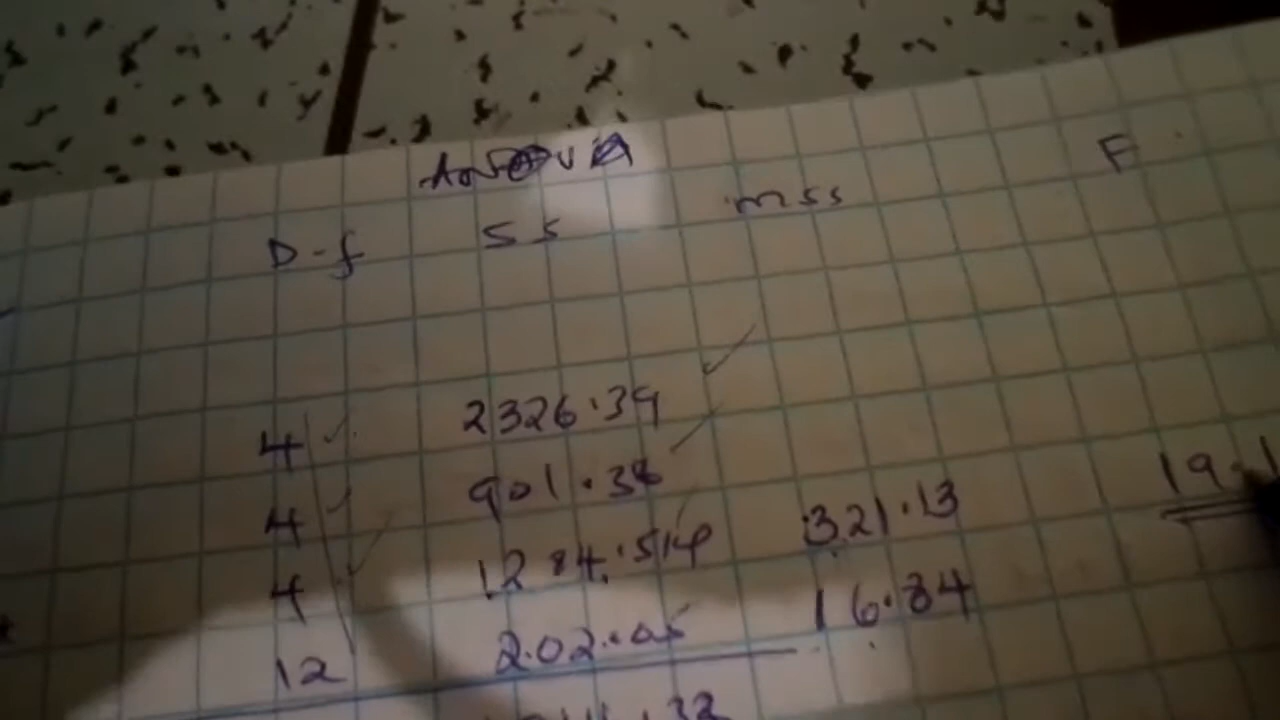 ANOVA
D-f SS mss F
4 2326.39
4 901.38
4 1284.514 321.13 19.1
12 202.05 16.84